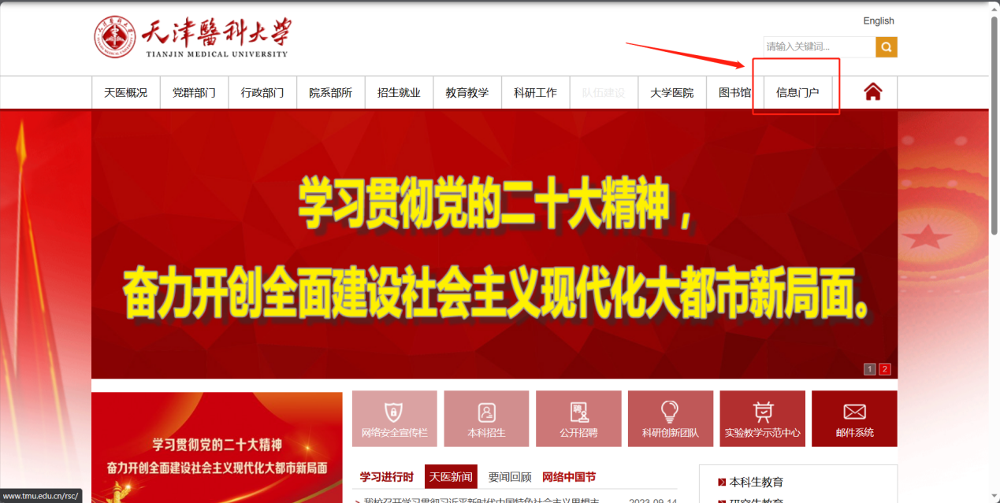 天津醫科大学
TIANJIN MEDICAL UNIVERSITY
English
请输入关键词...
天医概况 党群部门 行政部门 院系部所 招生就业 教育教学 科研工作 队伍建设 大学医院 图书馆 信息门户
学习贯彻党的二十大精神，
奋力开创全面建设社会主义现代化大都市新局面。
1 2
学习贯彻党的二十大精神
奋力开创全面建设社会主义现代化大都市新局面
网络安全宣传栏 本科招生 公开招聘 科研创新团队 实验教学示范中心 邮件系统
学习进行时 天医新闻 要闻回顾 网络中国节
我校召开学习贯彻习近平新时代中国特色社会主义思想主 2023-09-14
本科生教育
研究生教育
www.tmu.edu.cn/rsc/